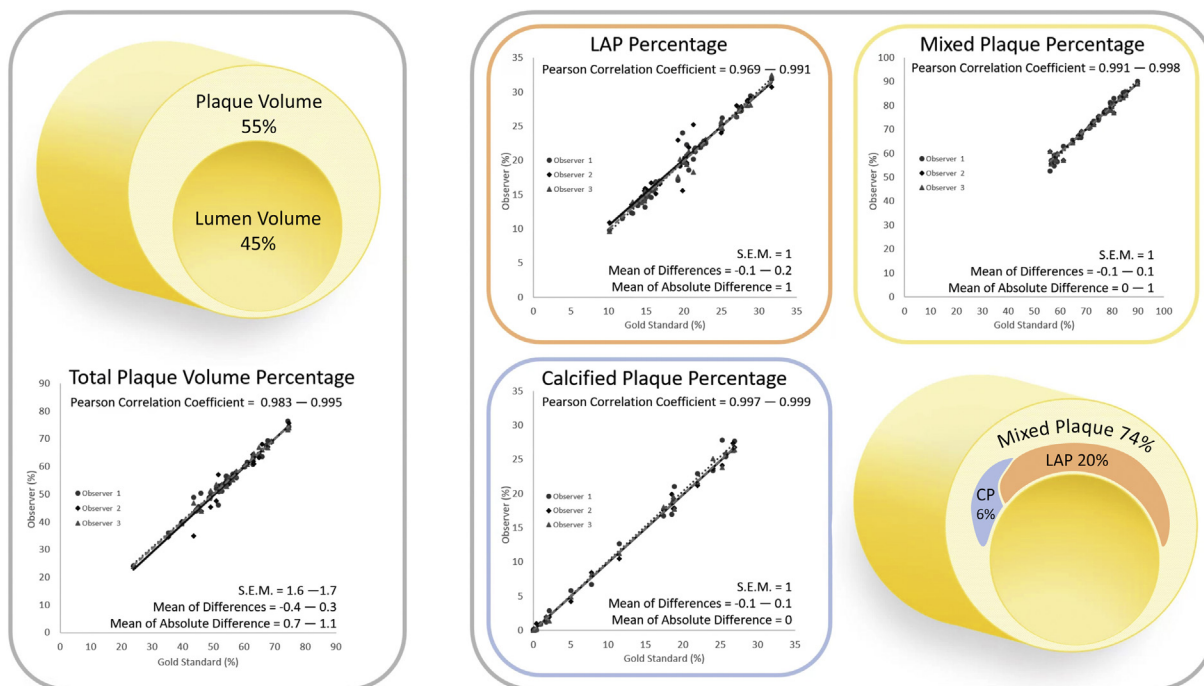 Plaque Volume
55%
Lumen Volume
45%
Total Plaque Volume Percentage
Pearson Correlation Coefficient = 0.983 — 0.995
90
80
70
60
50
40
30
20
10
0
Observer (%)
Observer 1
Observer 2
Observer 3
S.E.M. = 1.6 —1.7
Mean of Differences = -0.4 — 0.3
Mean of Absolute Difference = 0.7 — 1.1
0 10 20 30 40 50 60 70 80 90
Gold Standard (%)
LAP Percentage
Pearson Correlation Coefficient = 0.969 — 0.991
35
30
25
20
15
10
5
0
Observer (%)
Observer 1
Observer 2
Observer 3
S.E.M. = 1
Mean of Differences = -0.1 — 0.2
Mean of Absolute Difference = 1
0 5 10 15 20 25 30 35
Gold Standard (%)
Mixed Plaque Percentage
Pearson Correlation Coefficient = 0.991 — 0.998
100
90
80
70
60
50
40
30
20
10
0
Observer (%)
Observer 1
Observer 2
Observer 3
S.E.M. = 1
Mean of Differences = -0.1 — 0.1
Mean of Absolute Difference = 0 — 1
0 10 20 30 40 50 60 70 80 90 100
Gold Standard (%)
Calcified Plaque Percentage
Pearson Correlation Coefficient = 0.997 — 0.999
35
30
25
20
15
10
5
0
Observer (%)
Observer 1
Observer 2
Observer 3
S.E.M. = 1
Mean of Differences = -0.1 — 0.1
Mean of Absolute Difference = 0
0 5 10 15 20 25 30 35
Gold Standard (%)
Mixed Plaque 74%
LAP 20%
CP
6%